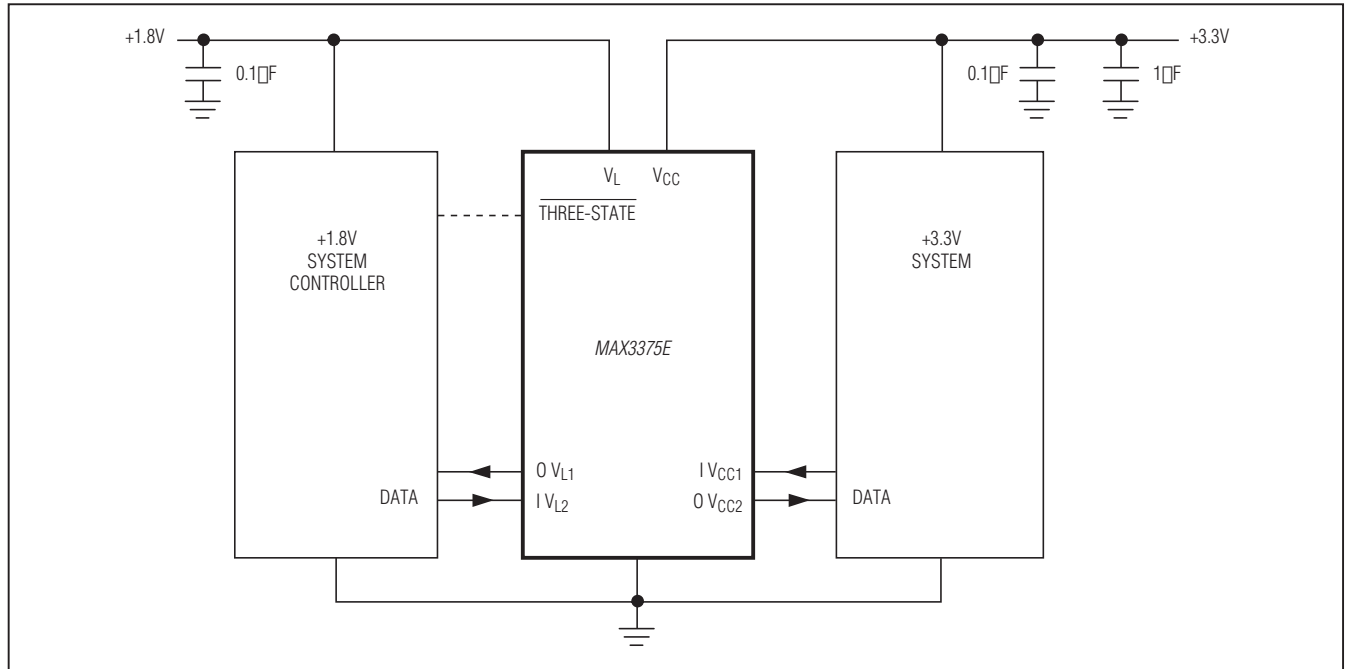 +1.8V
+3.3V
0.1▯F
0.1▯F
1▯F
VL
VCC
THREE-STATE
+1.8V
SYSTEM
CONTROLLER
+3.3V
SYSTEM
MAX3375E
O VL1
I VCC1
DATA
I VL2
O VCC2
DATA